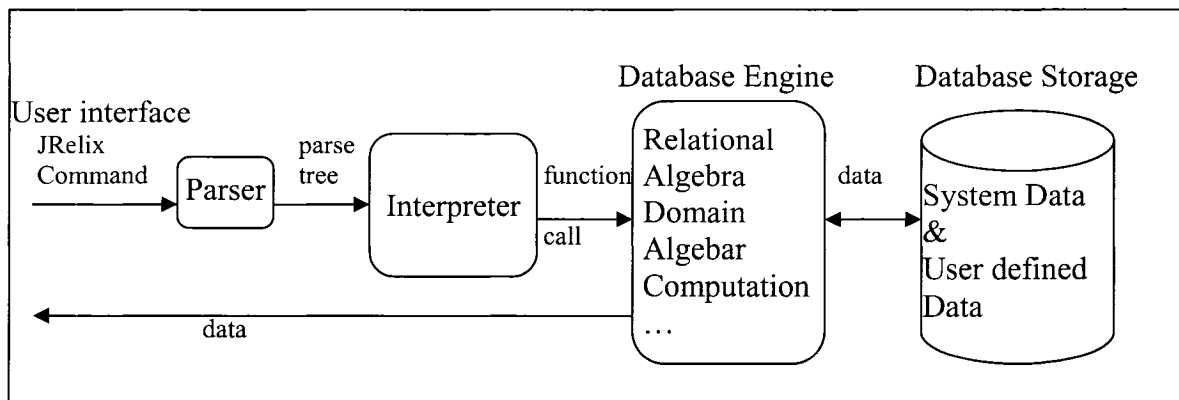 User interface
JRelix
Command
Parser
parse
tree
Interpreter
function
call
Database Engine
Relational
Algebra
Domain
Algebar
Computation
...
data
Database Storage
System Data
&
User defined
Data
data